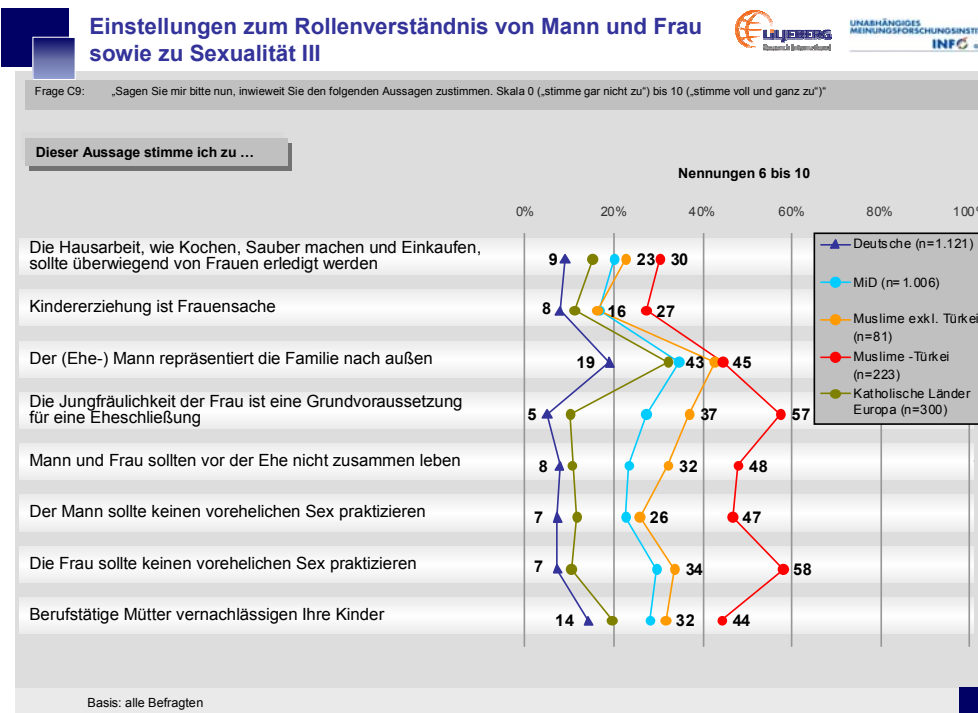 Einstellungen zum Rollenverständnis von Mann und Frau
sowie zu Sexualität III
LILJEBERG
Research International
UNABHÄNGIGES
MEINUNGSFORSCHUNGSINSTI
INFO
Frage C9: „Sagen Sie mir bitte nun, inwieweit Sie den folgenden Aussagen zustimmen. Skala 0 („stimme gar nicht zu“) bis 10 („stimme voll und ganz zu“)“
Dieser Aussage stimme ich zu …
Nennungen 6 bis 10
0% 20% 40% 60% 80% 100%
Die Hausarbeit, wie Kochen, Sauber machen und Einkaufen,
sollte überwiegend von Frauen erledigt werden
9 23 30
Kindererziehung ist Frauensache
8 16 27
Der (Ehe-) Mann repräsentiert die Familie nach außen
19 43 45
Die Jungfräulichkeit der Frau ist eine Grundvoraussetzung
für eine Eheschließung
5 37 57
Mann und Frau sollten vor der Ehe nicht zusammen leben
8 32 48
Der Mann sollte keinen vorehelichen Sex praktizieren
7 26 47
Die Frau sollte keinen vorehelichen Sex praktizieren
7 34 58
Berufstätige Mütter vernachlässigen Ihre Kinder
14 32 44
Deutsche (n=1.121)
MiD (n=1.006)
Muslime exkl. Türkei
(n=81)
Muslime -Türkei
(n=223)
Katholische Länder
Europa (n=300)
Basis: alle Befragten